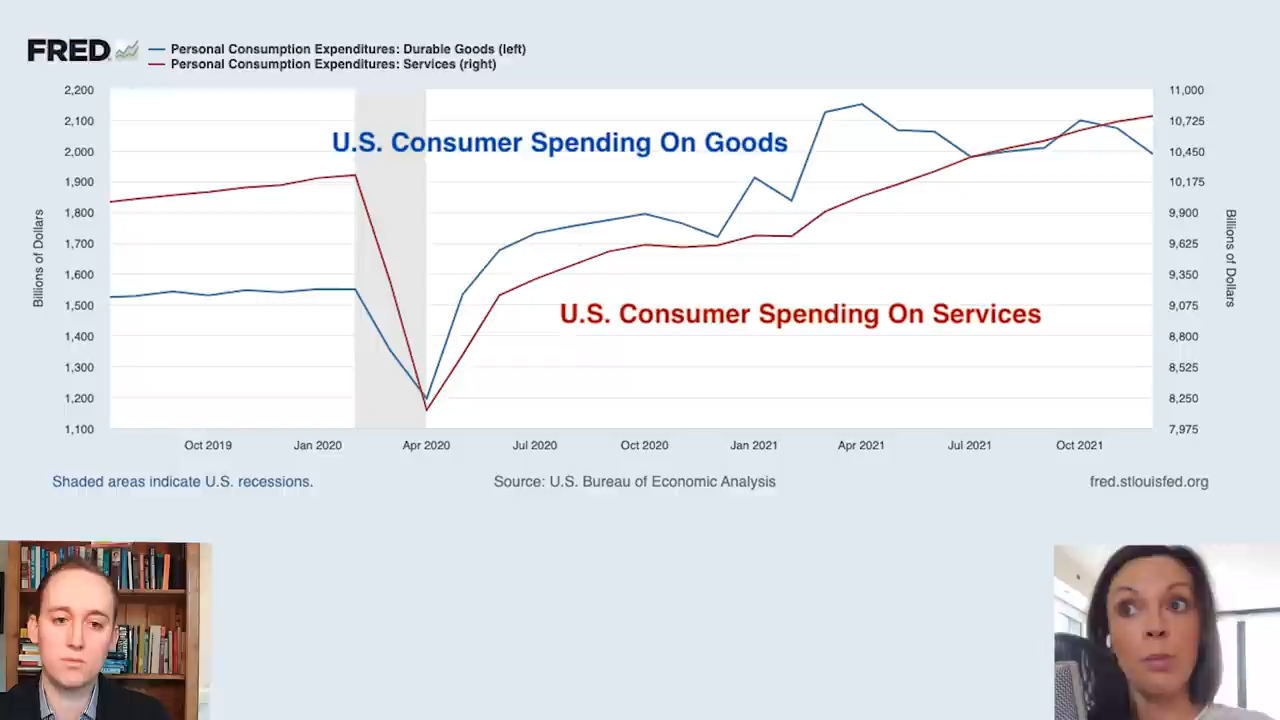 FRED
Personal Consumption Expenditures: Durable Goods (left)
Personal Consumption Expenditures: Services (right)
2,200
2,100
2,000
1,900
1,800
1,700
1,600
1,500
1,400
1,300
1,200
1,100
Billions of Dollars
U.S. Consumer Spending On Goods
U.S. Consumer Spending On Services
11,000
10,725
10,450
10,175
9,900
9,625
9,350
9,075
8,800
8,525
8,250
7,975
Billions of Dollars
Oct 2019 Jan 2020 Apr 2020 Jul 2020 Oct 2020 Jan 2021 Apr 2021 Jul 2021 Oct 2021
Shaded areas indicate U.S. recessions. Source: U.S. Bureau of Economic Analysis fred.stlouisfed.org